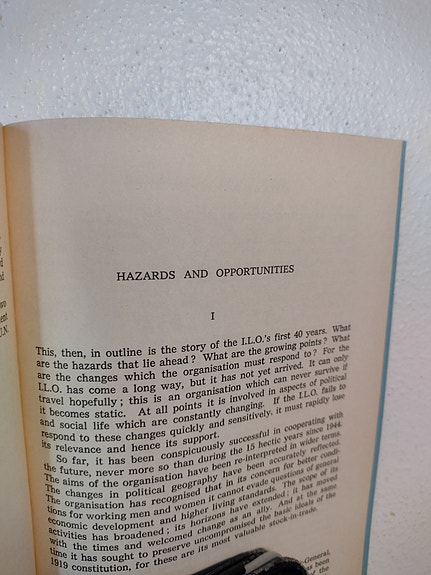 HAZARDS AND OPPORTUNITIES
I
This, then, in outline is the story of the I.L.O.'s first 40 years. What
are the hazards that lie ahead? What are the growing points? What
are the changes which the organisation must respond to? For the
I.L.O. has come a long way, but it has not yet arrived. It can only
travel hopefully; this is an organisation which can never survive if
it becomes static. At all points it is involved in aspects of political
and social life which are constantly changing. If the I.L.O. fails to
respond to these changes quickly and sensitively, it must rapidly lose
its relevance and hence its support.
So far, it has been conspicuously successful in cooperating with
the future, never more so than during the 15 hectic years since 1944.
The aims of the organisation have been re-interpreted in wider terms.
The changes in political geography have been accurately reflected.
The organisation has recognised that in its concern for better condi-
tions for working men and women it cannot evade questions of general
economic development and higher living standards. The scope of its
activities has broadened; its horizons have extended; it has moved
with the times and welcomed change as an ally. And at the same
time it has sought to preserve uncompromised the basic ideals of the
1919 constitution, for these are its most valuable stock-in-trade.
General,
has been
the